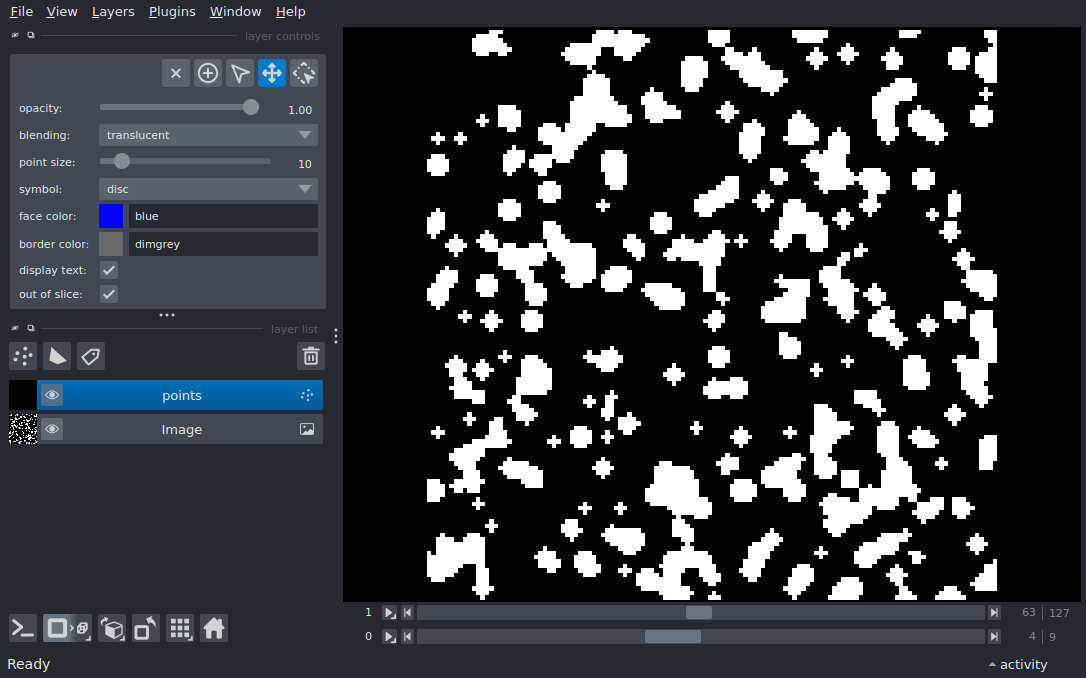 File View Layers Plugins Window Help
layer controls
opacity: 1.00
blending: translucent
point size: 10
symbol: disc
face color: blue
border color: dimgrey
display text:
out of slice:
layer list
points
Image
1 63 127
0 4 9
Ready activity